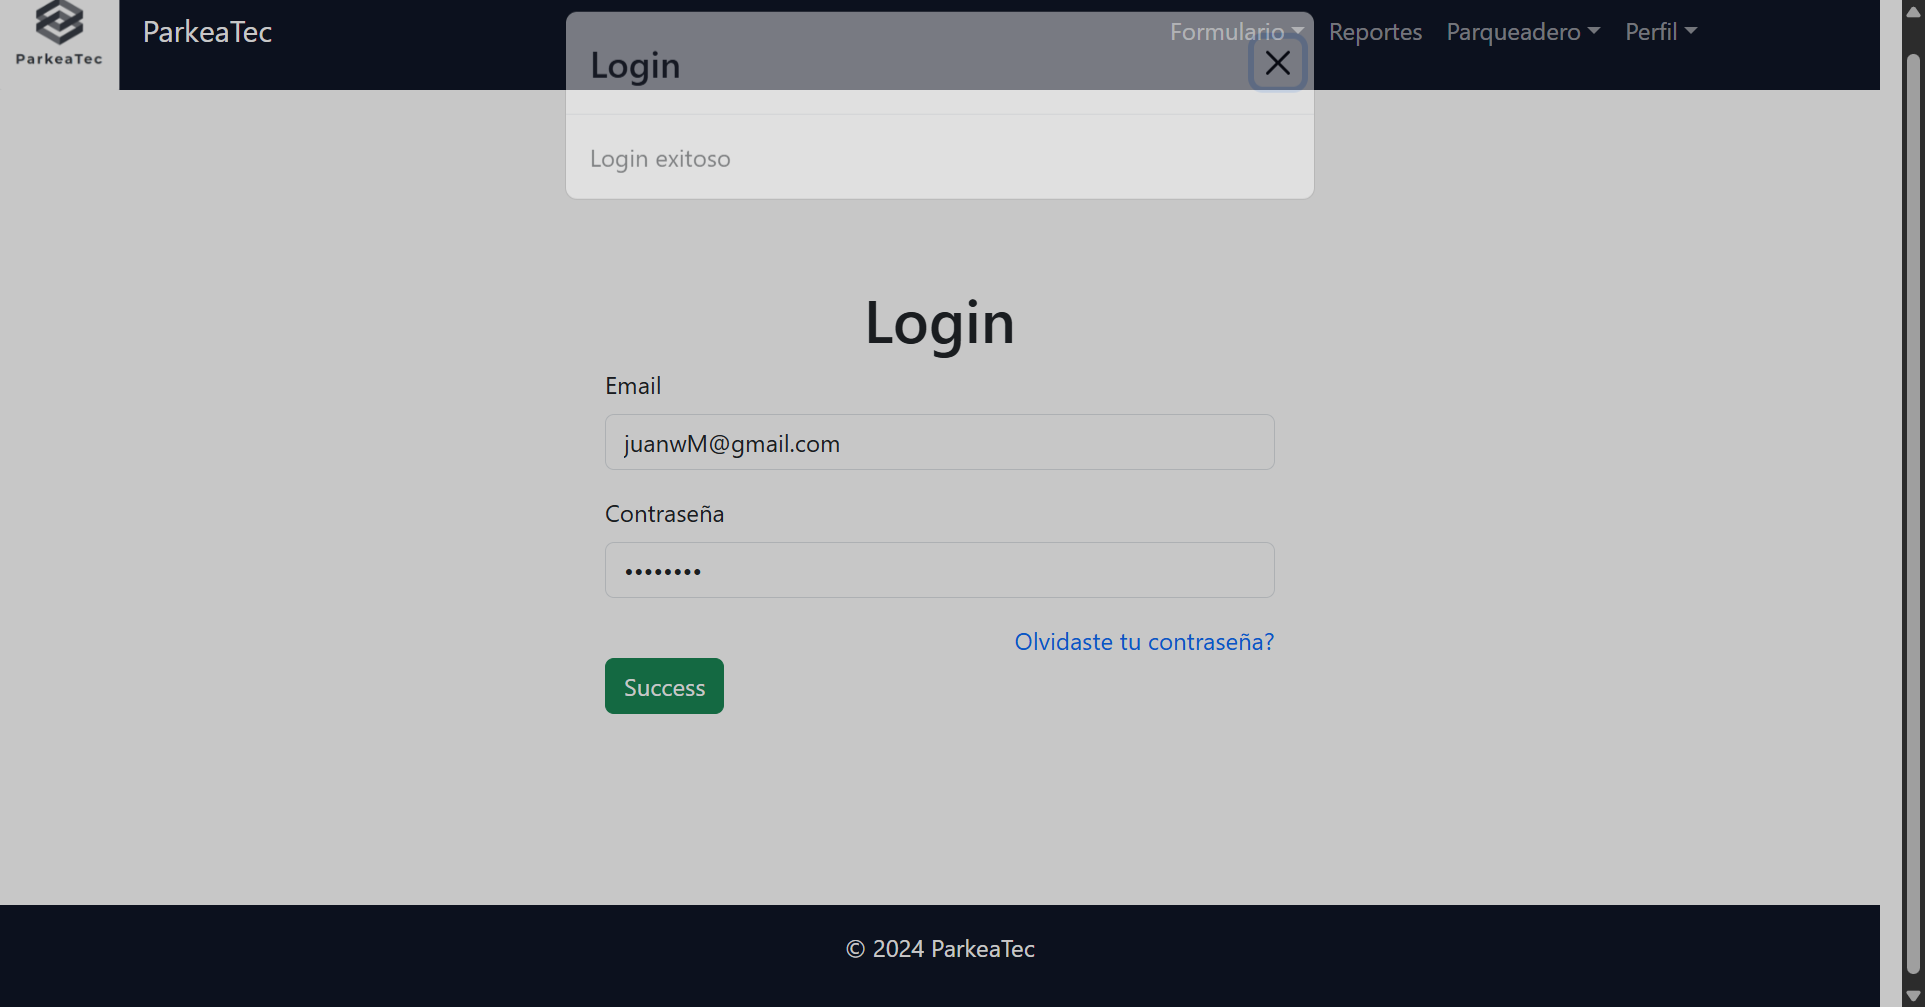 ParkeaTec
ParkeaTec
Formulario Reportes Parqueadero Perfil
Login
Login exitoso
Login
Email
juanwM@gmail.com
Contraseña
••••••••
Olvidaste tu contraseña?
Success
© 2024 ParkeaTec